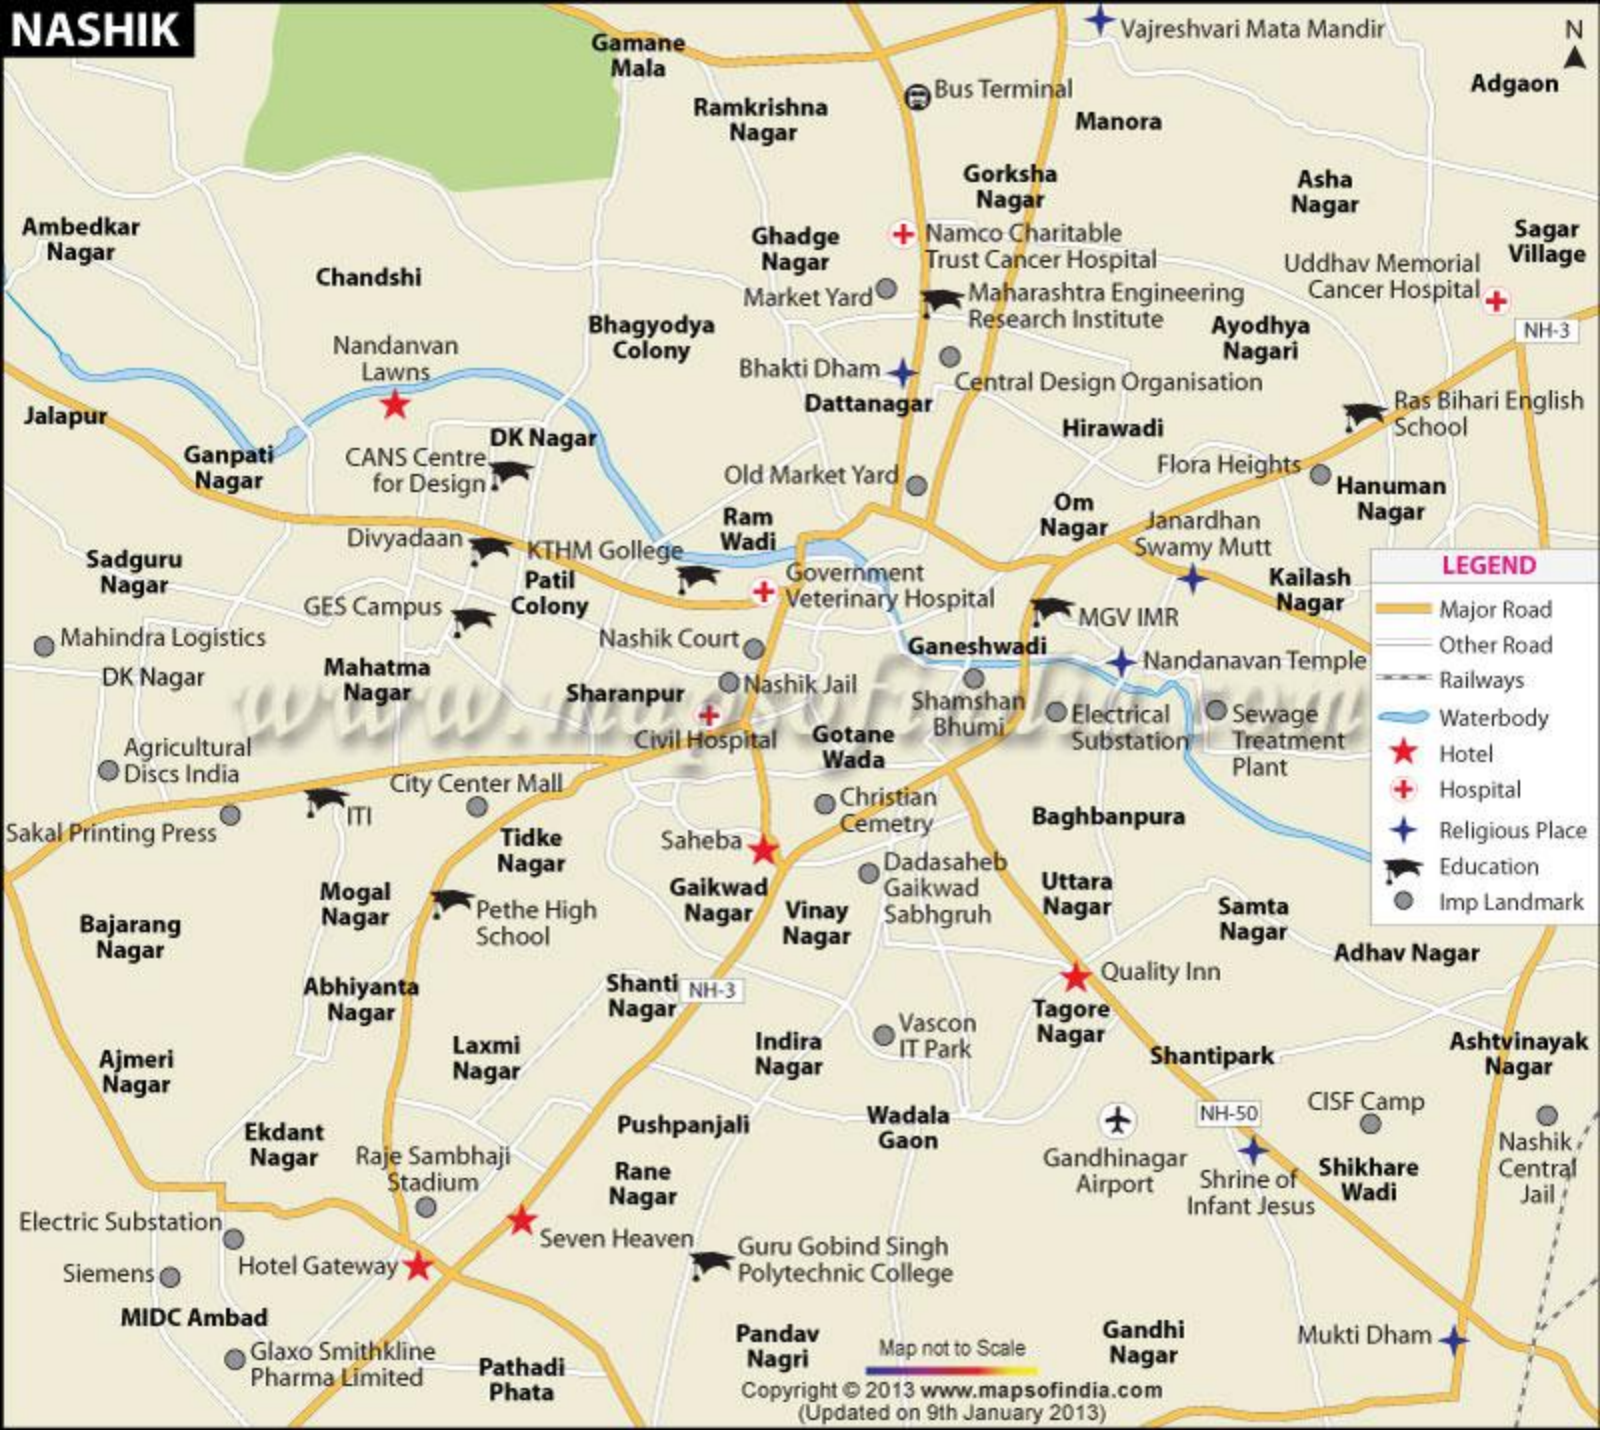 NASHIK
N
Vajreshvari Mata Mandir
Gamane
Mala
Adgaon
Bus Terminal
Ramkrishna
Nagar
Manora
Gorksha
Nagar
Asha
Nagar
Ambedkar
Nagar
Sagar
Village
Ghadge
Nagar
Namco Charitable
Trust Cancer Hospital
Uddhav Memorial
Cancer Hospital
Chandshi
Market Yard
Maharashtra Engineering
Research Institute
Bhagyodya
Colony
Ayodhya
Nagari
NH-3
Nandanvan
Lawns
Bhakti Dham
Central Design Organisation
Dattanagar
Ras Bihari English
School
Jalapur
Hirawadi
DK Nagar
Ganpati
Nagar
CANS Centre
for Design
Flora Heights
Old Market Yard
Hanuman
Nagar
Om
Nagar
Ram
Wadi
Janardhan
Swamy Mutt
Divyadaan
KTHM Gollege
Sadguru
Nagar
Patil
Colony
Government
Veterinary Hospital
Kailash
Nagar
LEGEND
Major Road
Other Road
Railways
Waterbody
Hotel
Hospital
Religious Place
Education
Imp Landmark
GES Campus
MGV IMR
Mahindra Logistics
Nashik Court
Ganeshwadi
Nandanavan Temple
DK Nagar
Mahatma
Nagar
Sharanpur
Nashik Jail
Shamshan
Bhumi
www.mapsofindia.com
Electrical
Substation
Sewage
Treatment
Plant
Civil Hospital
Gotane
Wada
Agricultural
Discs India
City Center Mall
Christian
Cemetry
Baghbanpura
ITI
Sakal Printing Press
Tidke
Nagar
Saheba
Dadasaheb
Gaikwad
Sabhgruh
Gaikwad
Nagar
Uttara
Nagar
Mogal
Nagar
Pethe High
School
Vinay
Nagar
Samta
Nagar
Bajarang
Nagar
Adhav Nagar
Quality Inn
Abhiyanta
Nagar
Shanti
Nagar
NH-3
Tagore
Nagar
Vascon
IT Park
Laxmi
Nagar
Indira
Nagar
Shantipark
Ashtvinayak
Nagar
Ajmeri
Nagar
CISF Camp
NH-50
Pushpanjali
Wadala
Gaon
Ekdant
Nagar
Nashik
Central
Jail
Raje Sambhaji
Stadium
Gandhinagar
Airport
Shrine of
Infant Jesus
Shikhare
Wadi
Rane
Nagar
Electric Substation
Seven Heaven
Guru Gobind Singh
Polytechnic College
Hotel Gateway
Siemens
MIDC Ambad
Pandav
Nagri
Gandhi
Nagar
Mukti Dham
Glaxo Smithkline
Pharma Limited
Pathadi
Phata
Map not to Scale
Copyright © 2013 www.mapsofindia.com
(Updated on 9th January 2013)